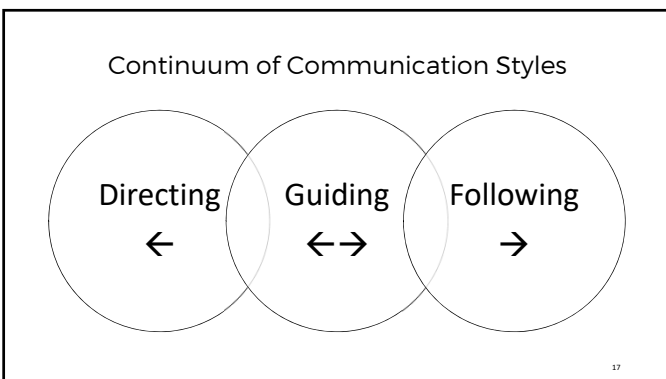 Continuum of Communication Styles
Directing Guiding Following
← ←→ →
17